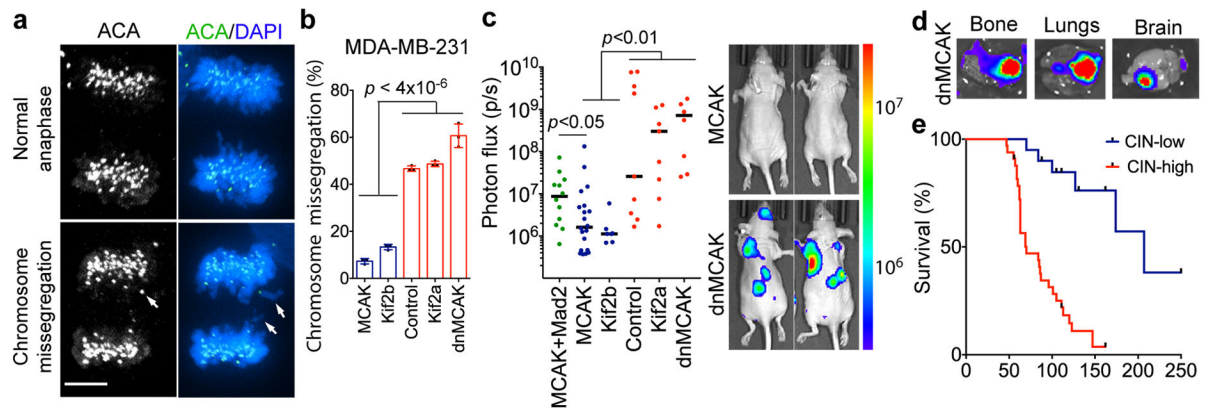 a
ACA
ACA/DAPI
Normal
anaphase
Chromosome
missegregation
b
MDA-MB-231
Chromosome missegregation (%)
80
60
40
20
0
p < 4x10-6
MCAK
Kif2b
Control
Kif2a
dnMCAK
c
Photon flux (p/s)
10^10
10^9
10^8
10^7
10^6
p<0.01
p<0.05
MCAK+Mad2
MCAK
Kif2b
Control
Kif2a
dnMCAK
MCAK
dnMCAK
10^7
10^6
d
Bone
Lungs
Brain
dnMCAK
e
Survival (%)
100
50
0
CIN-low
CIN-high
0
50
100
150
200
250